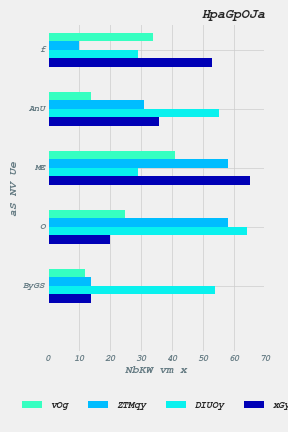 HpaGpOJa
f
AnU
ME
O
ByGS
aS NV Ue
0 10 20 30 40 50 60 70
NbKW vm x
vOg ZTMqy DIUOy